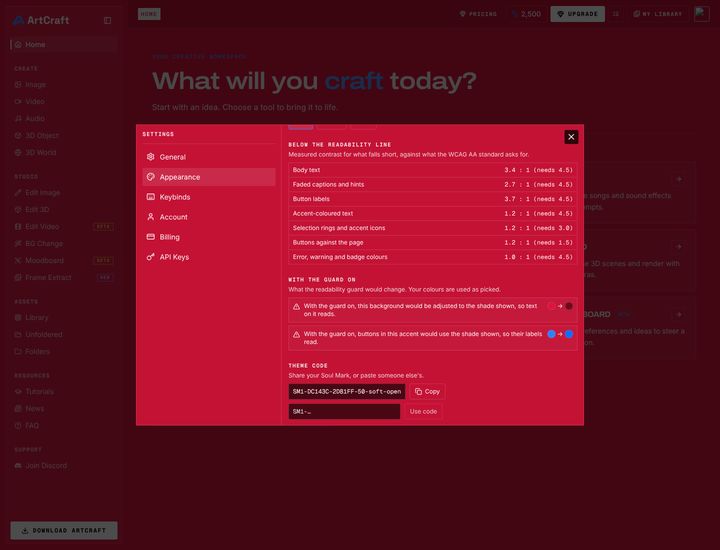 ArtCraft
HOME
PRICING
2,500
UPGRADE
MY LIBRARY
Home
CREATE
Image
Video
Audio
3D Object
3D World
STUDIO
Edit Image
Edit 3D
Edit Video BETA
BG Change
Moodboard BETA
Frame Extract NEW
ASSETS
Library
Unfoldered
Folders
RESOURCES
Tutorials
News
FAQ
SUPPORT
Join Discord
DOWNLOAD ARTCRAFT
YOUR CREATIVE WORKSPACE
What will you craft today?
Start with an idea. Choose a tool to bring it to life.
songs and sound effects
3D scenes and render with
BOARD
references and ideas to steer a
SETTINGS
General
Appearance
Keybinds
Account
Billing
API Keys
BELOW THE READABILITY LINE
Measured contrast for what falls short, against what the WCAG AA standard asks for.
Body text 3.4 : 1 (needs 4.5)
Faded captions and hints 2.7 : 1 (needs 4.5)
Button labels 3.7 : 1 (needs 4.5)
Accent-coloured text 1.2 : 1 (needs 4.5)
Selection rings and accent icons 1.2 : 1 (needs 3.0)
Buttons against the page 1.2 : 1 (needs 1.5)
Error, warning and badge colours 1.0 : 1 (needs 4.5)
WITH THE GUARD ON
What the readability guard would change. Your colours are used as picked.
With the guard on, this background would be adjusted to the shade shown, so text
on it reads.
With the guard on, buttons in this accent would use the shade shown, so their labels
read.
THEME CODE
Share your Soul Mark, or paste someone else's.
SM1-DC143C-2DB1FF-50-soft-open
Copy
SM1-…
Use code